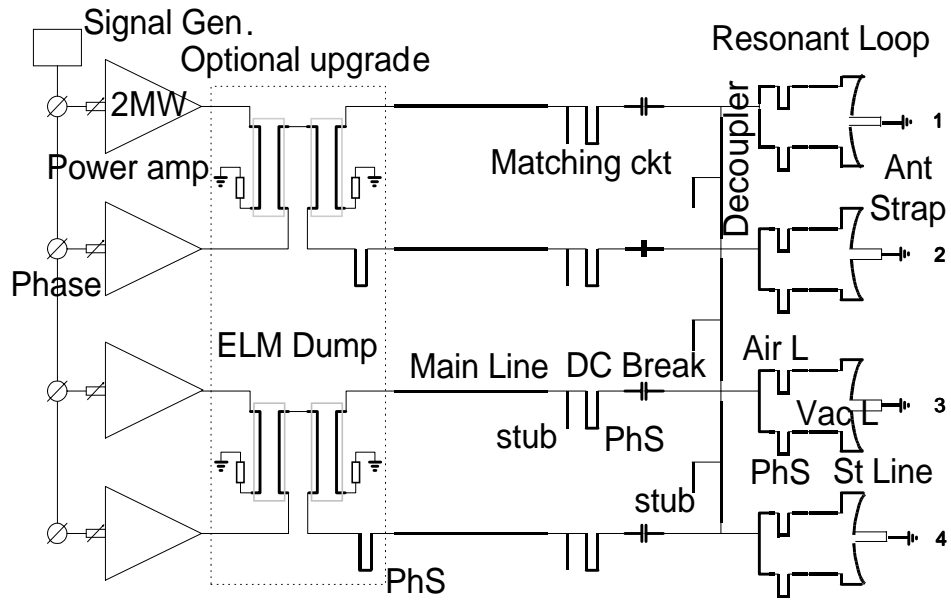 Signal Gen.
Resonant Loop
Optional upgrade
2MW
Decoupler
1
Power amp
Matching ckt
Ant
Strap
2
Phase
ELM Dump
Main Line
DC Break
Air L
3
Vac L
stub
PhS
PhS
St Line
stub
4
PhS